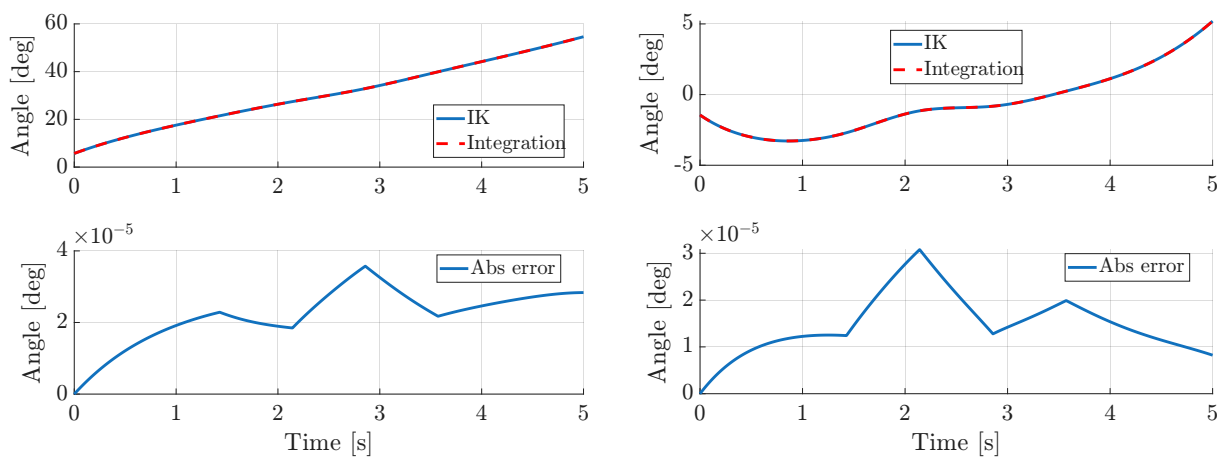 60
40
20
0
Angle [deg]
IK
Integration
0 1 2 3 4 5
5
0
-5
Angle [deg]
IK
Integration
0 1 2 3 4 5
×10⁻⁵
4
2
0
Angle [deg]
Abs error
0 1 2 3 4 5
Time [s]
×10⁻⁵
3
2
1
0
Angle [deg]
Abs error
0 1 2 3 4 5
Time [s]